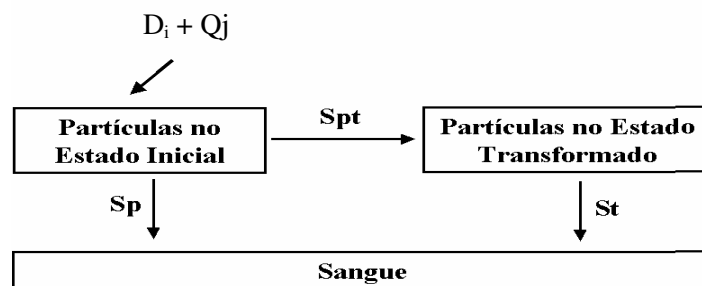 Di + Qj
Partículas no
Estado Inicial
Spt
Partículas no Estado
Transformado
Sp
St
Sangue